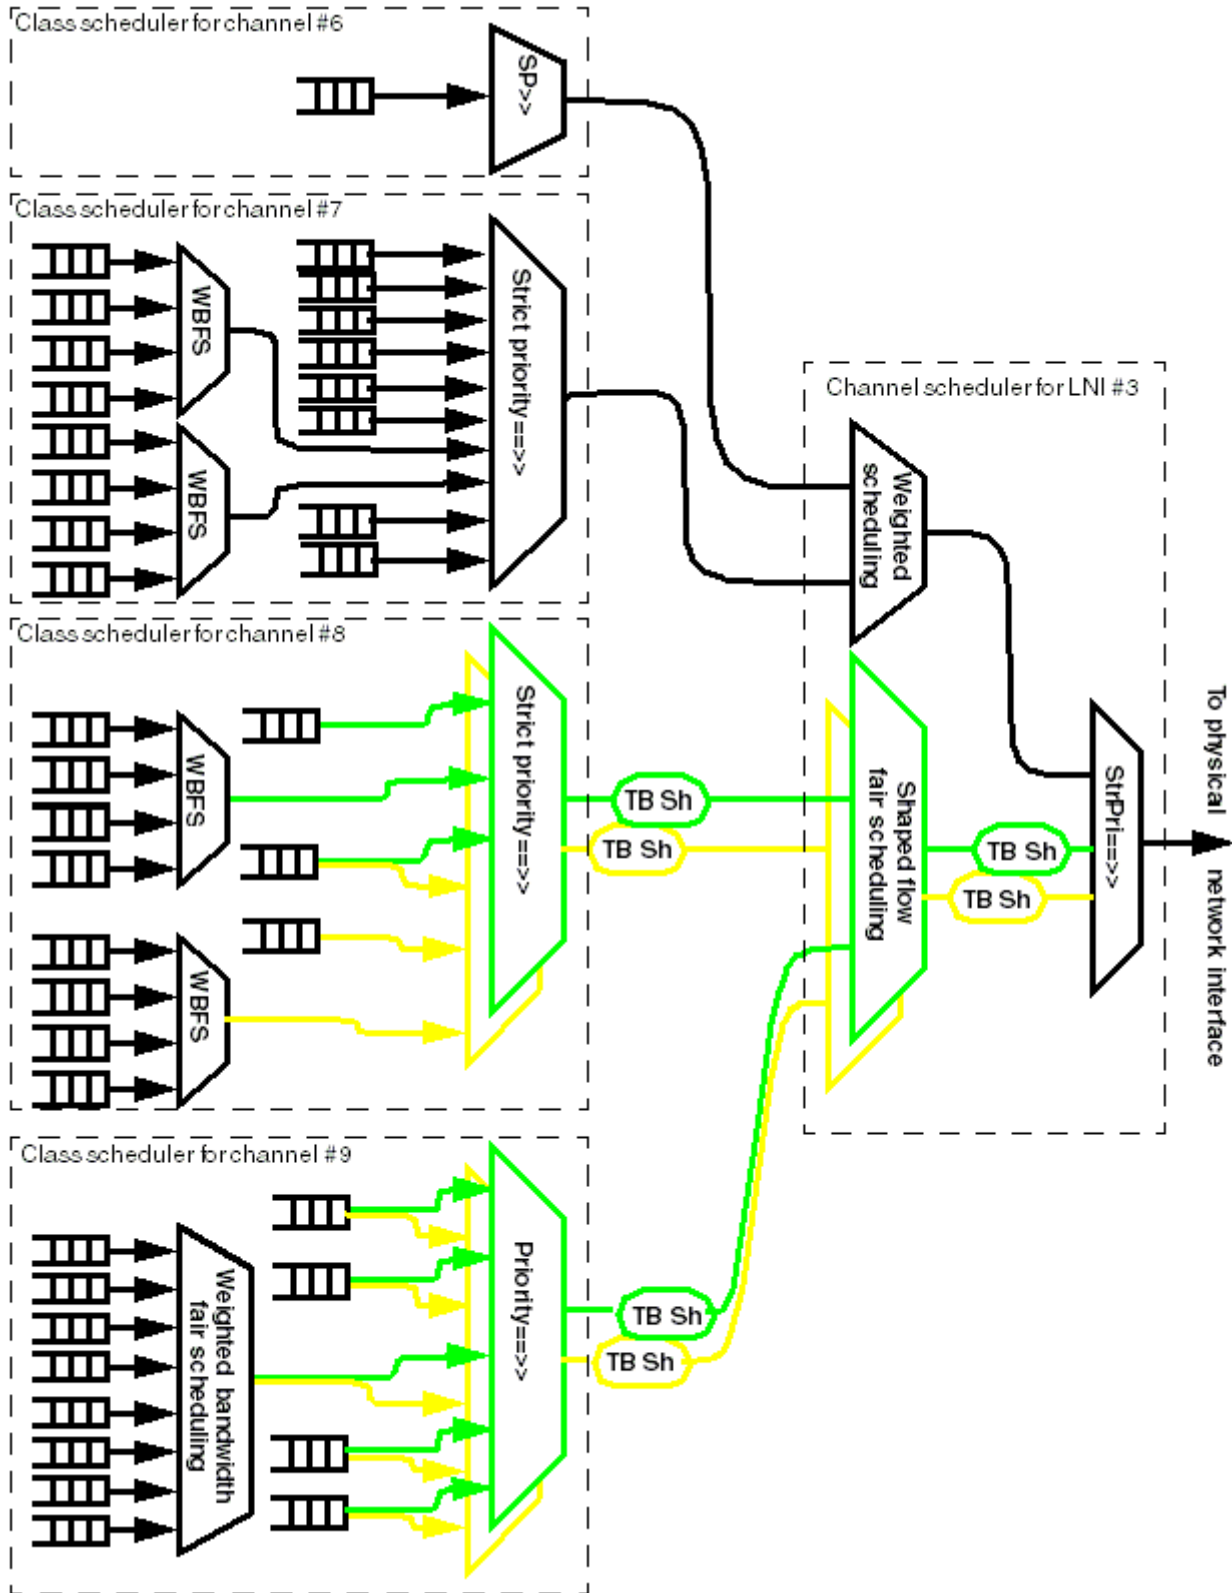 Class scheduler for channel #6
SP>>
Class scheduler for channel #7
WBFS
WBFS
Strict priority==>>
Channel scheduler for LNI #3
Weighted
scheduling
Class scheduler for channel #8
WBFS
WBFS
Strict priority==>>
TB Sh
TB Sh
Shaped flow
fair scheduling
TB Sh
TB Sh
StrPri==>>
To physical network interface
Class scheduler for channel #9
Weighted bandwidth
fair scheduling
Priority==>>
TB Sh
TB Sh